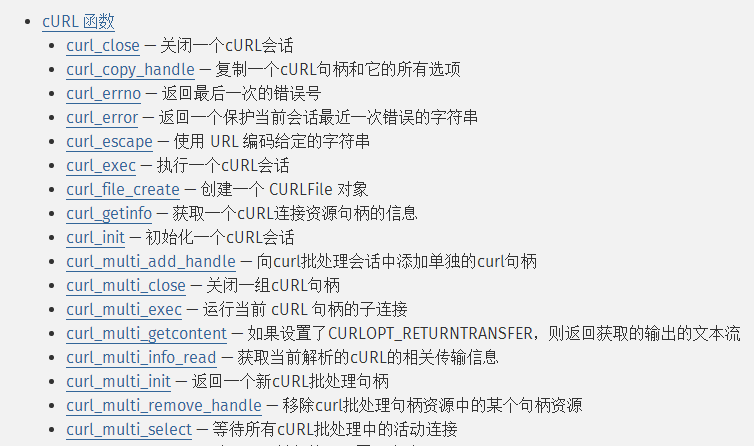 cURL 函数
curl_close — 关闭一个cURL会话
curl_copy_handle — 复制一个cURL句柄和它的所有选项
curl_errno — 返回最后一次的错误号
curl_error — 返回一个保护当前会话最近一次错误的字符串
curl_escape — 使用 URL 编码给定的字符串
curl_exec — 执行一个cURL会话
curl_file_create — 创建一个 CURLFile 对象
curl_getinfo — 获取一个cURL连接资源句柄的信息
curl_init — 初始化一个cURL会话
curl_multi_add_handle — 向curl批处理会话中添加单独的curl句柄
curl_multi_close — 关闭一组cURL句柄
curl_multi_exec — 运行当前 cURL 句柄的子连接
curl_multi_getcontent — 如果设置了CURLOPT_RETURNTRANSFER，则返回获取的输出的文本流
curl_multi_info_read — 获取当前解析的cURL的相关传输信息
curl_multi_init — 返回一个新cURL批处理句柄
curl_multi_remove_handle — 移除curl批处理句柄资源中的某个句柄资源
curl_multi_select — 等待所有cURL批处理中的活动连接